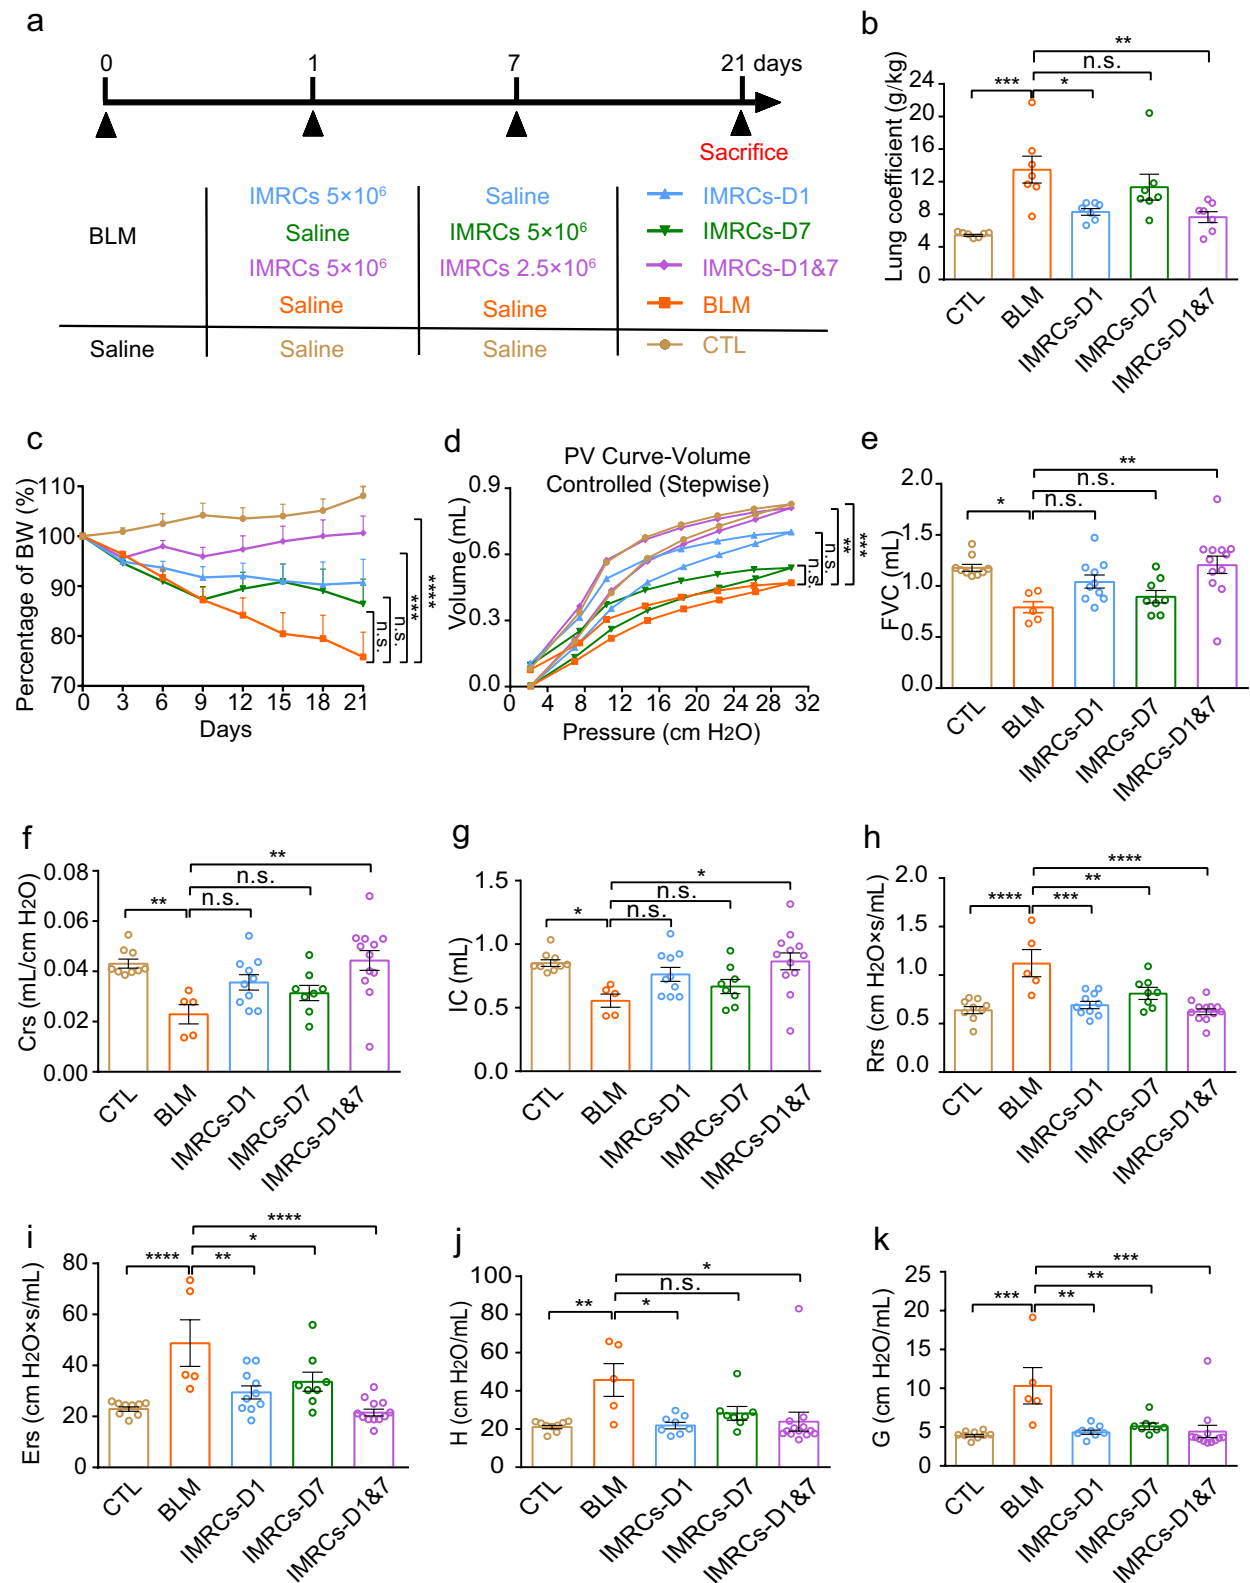 a
0 1 7 21 days
Sacrifice
IMRCs 5×10⁶ Saline IMRCs-D1
BLM Saline IMRCs 5×10⁶ IMRCs-D7
IMRCs 5×10⁶ IMRCs 2.5×10⁶ IMRCs-D1&7
Saline Saline BLM
Saline Saline Saline CTL
b
Lung coefficient (g/kg)
24
20
16
12
8
4
0
*** * n.s. **
CTL BLM IMRCs-D1 IMRCs-D7 IMRCs-D1&7
c
Percentage of BW (%)
110
100
90
80
70
0 3 6 9 12 15 18 21
Days
n.s. n.s. *** ****
d
PV Curve-Volume
Controlled (Stepwise)
Volume (mL)
0.9
0.6
0.3
0.0
0 4 8 12 16 20 24 28 32
Pressure (cm H2O)
n.s. n.s. ** ***
e
FVC (mL)
2.0
1.5
1.0
0.5
0.0
* n.s. n.s. **
CTL BLM IMRCs-D1 IMRCs-D7 IMRCs-D1&7
f
Crs (mL/cm H2O)
0.08
0.06
0.04
0.02
0.00
** n.s. n.s. **
CTL BLM IMRCs-D1 IMRCs-D7 IMRCs-D1&7
g
IC (mL)
1.5
1.0
0.5
0.0
* n.s. n.s. *
CTL BLM IMRCs-D1 IMRCs-D7 IMRCs-D1&7
h
Rrs (cm H2O×s/mL)
2.0
1.5
1.0
0.5
0.0
**** *** ** ****
CTL BLM IMRCs-D1 IMRCs-D7 IMRCs-D1&7
i
Ers (cm H2O×s/mL)
80
60
40
20
0
**** ** * ****
CTL BLM IMRCs-D1 IMRCs-D7 IMRCs-D1&7
j
H (cm H2O/mL)
100
80
60
40
20
0
** * n.s. *
CTL BLM IMRCs-D1 IMRCs-D7 IMRCs-D1&7
k
G (cm H2O/mL)
25
20
15
10
5
0
*** ** ** ***
CTL BLM IMRCs-D1 IMRCs-D7 IMRCs-D1&7